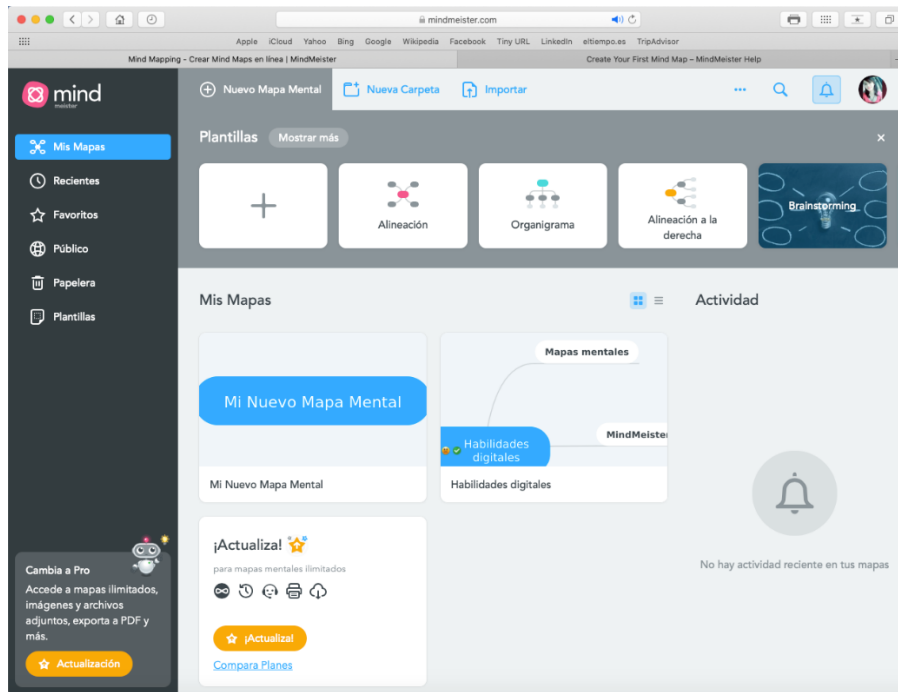 mindmeister.com
Apple iCloud Yahoo Bing Google Wikipedia Facebook Tiny URL LinkedIn eltiempo.es TripAdvisor
Mind Mapping - Crear Mind Maps en línea | MindMeister
Create Your First Mind Map – MindMeister Help
mind
meister
Nuevo Mapa Mental
Nueva Carpeta
Importar
Mis Mapas
Recientes
Favoritos
Público
Papelera
Plantillas
Cambia a Pro
Accede a mapas ilimitados,
imágenes y archivos
adjuntos, exporta a PDF y
más.
Actualización
Plantillas
Mostrar más
Alineación
Organigrama
Alineación a la
derecha
Brainstorming
Mis Mapas
Mi Nuevo Mapa Mental
Mi Nuevo Mapa Mental
Mapas mentales
MindMeister
Habilidades
digitales
Habilidades digitales
¡Actualiza!
para mapas mentales ilimitados
¡Actualiza!
Compara Planes
Actividad
No hay actividad reciente en tus mapas